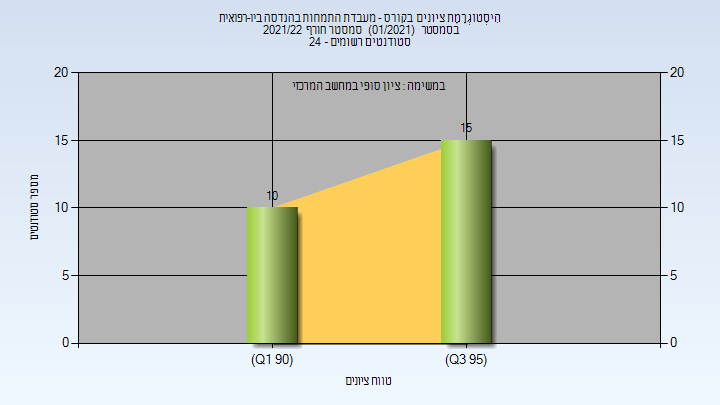 הִיסְטוֹגְרָמַת ציונים בקורס - מעבדת התמחות בהנדסה ביו-רפואית
בסמסטר (01/2021) סמסטר חורף 2021/22
סטודנטים רשומים - 24
במשימה : ציון סופי במחשב המרכזי
20 20
15 15
15
10 10
10
5 5
0 0
(Q1 90) (Q3 95)
מספר סטודנטים
טווח ציונים